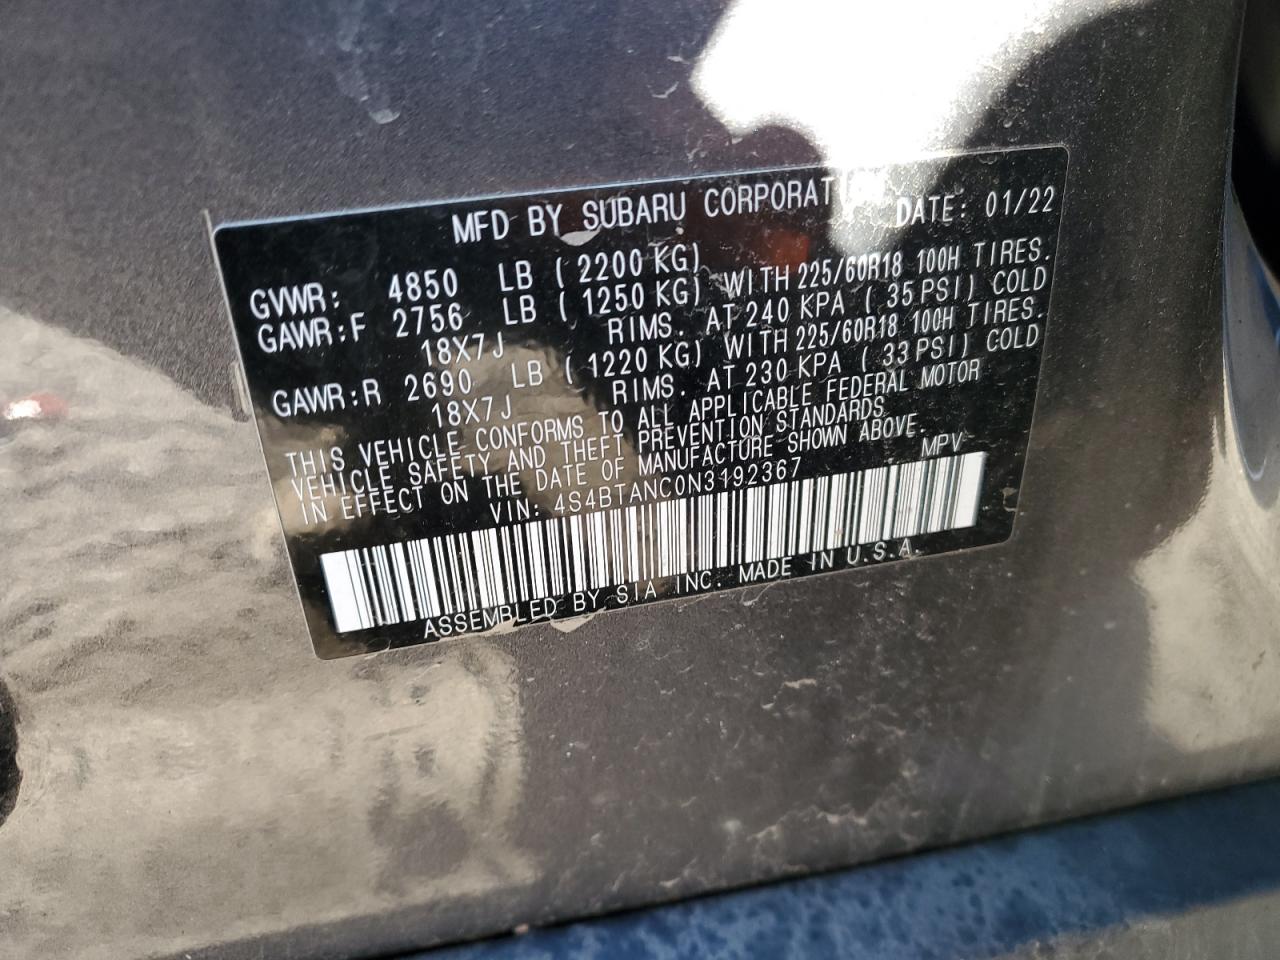 MFD BY SUBARU CORPORATION DATE: 01/22
GVWR: 4850 LB (2200 KG)
GAWR:F 2756 LB (1250 KG) WITH 225/60R18 100H TIRES.
18X7J RIMS. AT 240 KPA (35 PSI) COLD
GAWR:R 2690 LB (1220 KG) WITH 225/60R18 100H TIRES.
18X7J RIMS. AT 230 KPA (33 PSI) COLD
THIS VEHICLE CONFORMS TO ALL APPLICABLE FEDERAL MOTOR
VEHICLE SAFETY AND THEFT PREVENTION STANDARDS
IN EFFECT ON THE DATE OF MANUFACTURE SHOWN ABOVE
VIN: 4S4BTANC0N3192367 MPV
ASSEMBLED BY SIA INC. MADE IN U.S.A.